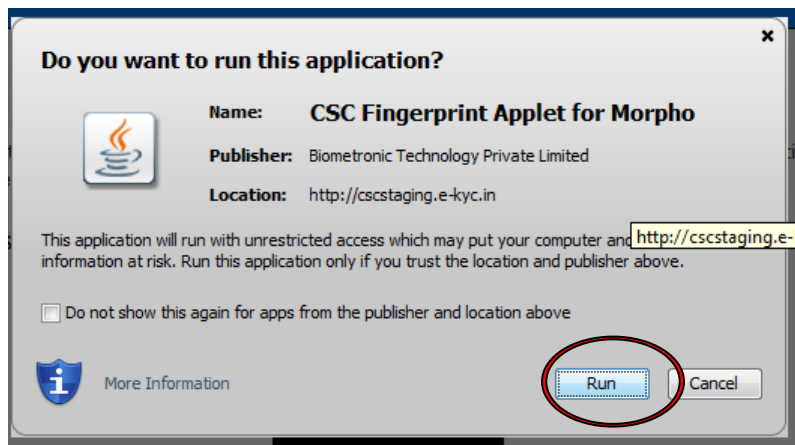 Do you want to run this application?
Name: CSC Fingerprint Applet for Morpho
Publisher: Biometronic Technology Private Limited
Location: http://cscstaging.e-kyc.in
This application will run with unrestricted access which may put your computer and
http://cscstaging.e-
information at risk. Run this application only if you trust the location and publisher above.
Do not show this again for apps from the publisher and location above
More Information
Run
Cancel